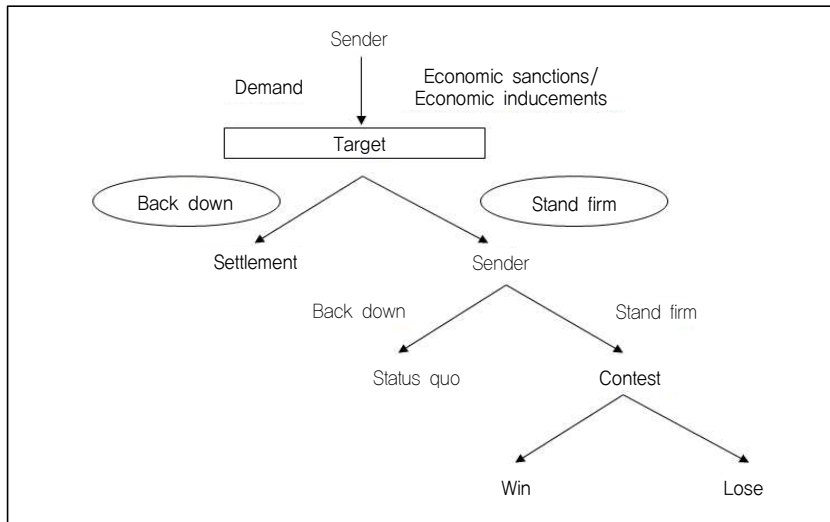 Sender
Demand
Economic sanctions/
Economic inducements
Target
Back down
Stand firm
Settlement
Sender
Back down
Stand firm
Status quo
Contest
Win
Lose